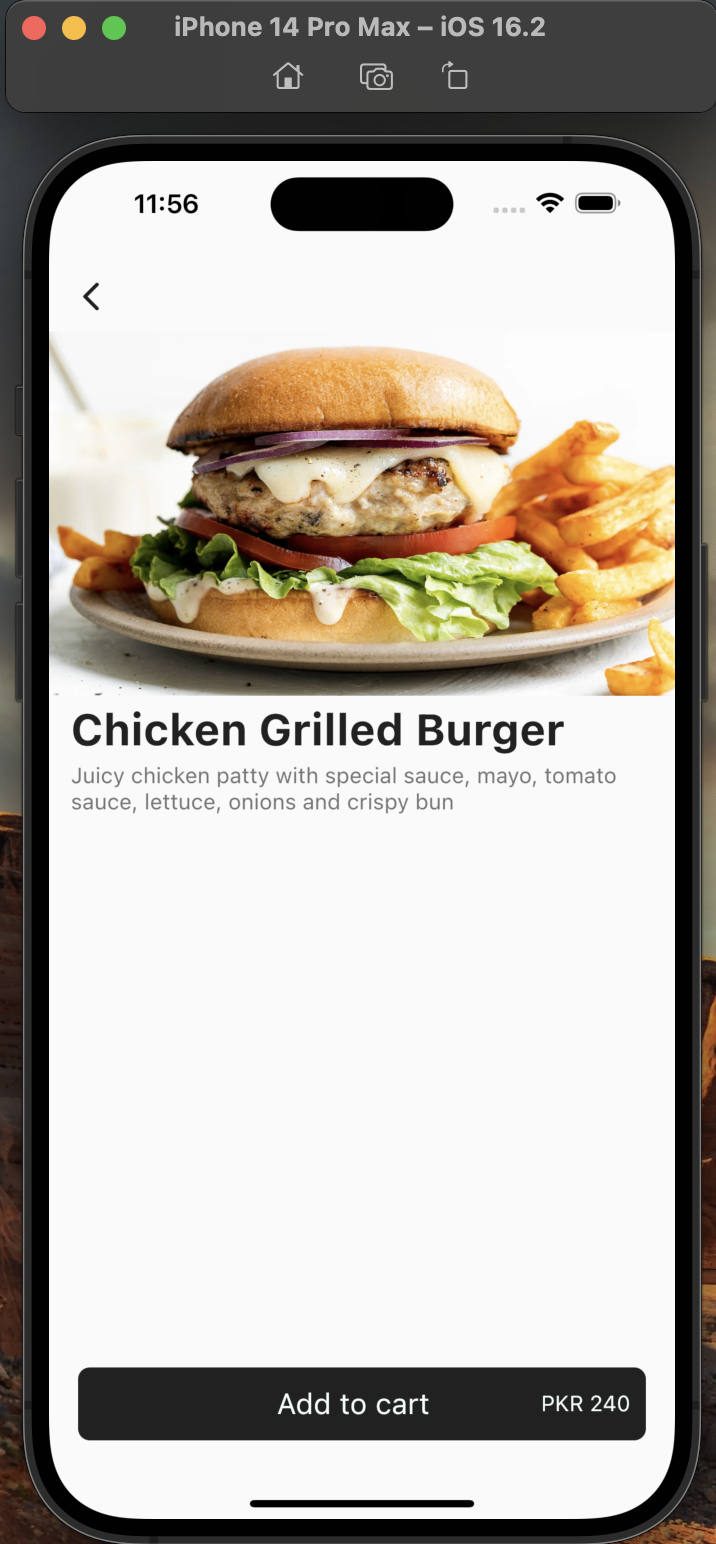 iPhone 14 Pro Max – iOS 16.2
11:56
Chicken Grilled Burger
Juicy chicken patty with special sauce, mayo, tomato
sauce, lettuce, onions and crispy bun
Add to cart PKR 240